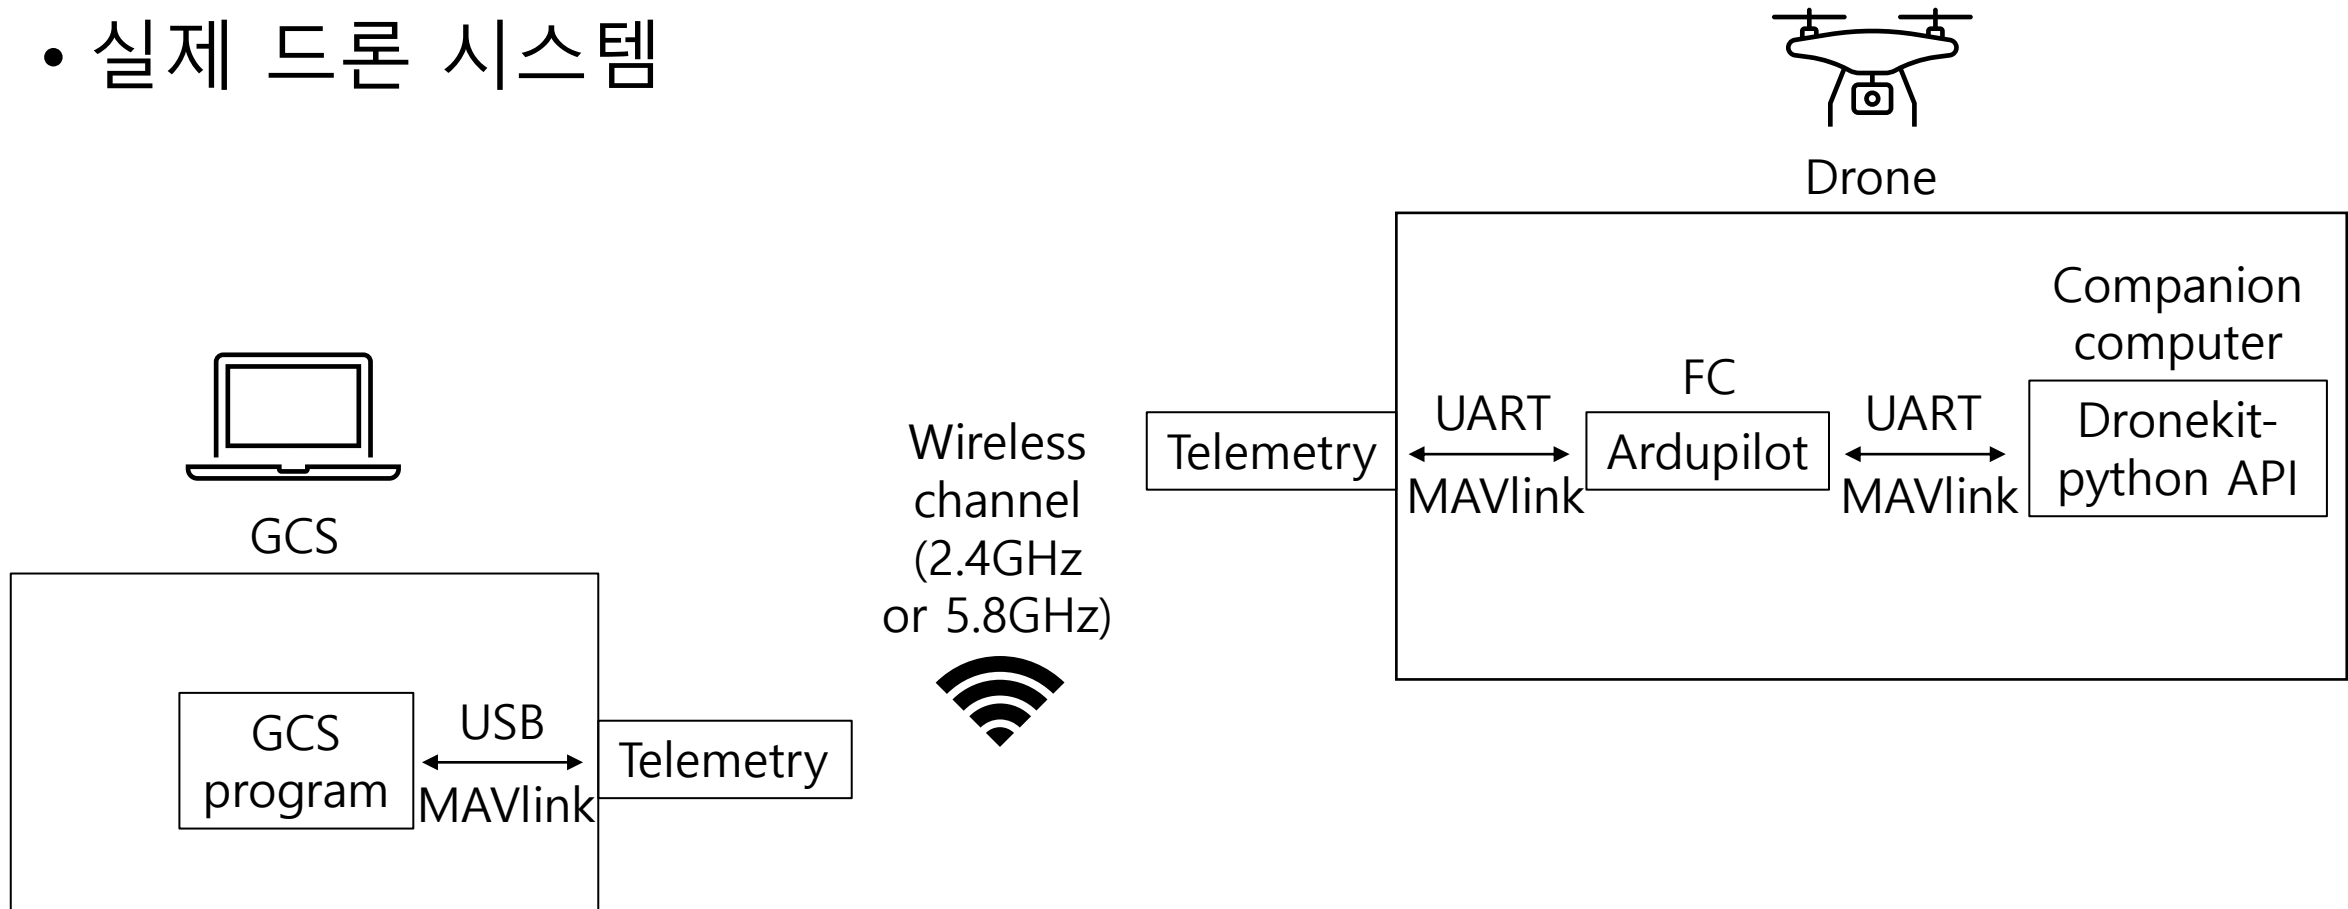 • 실제 드론 시스템
Drone
Companion
computer
FC
UART
UART
Telemetry
Ardupilot
Dronekit-
python API
MAVlink
MAVlink
Wireless
channel
(2.4GHz
or 5.8GHz)
GCS
GCS
program
USB
MAVlink
Telemetry